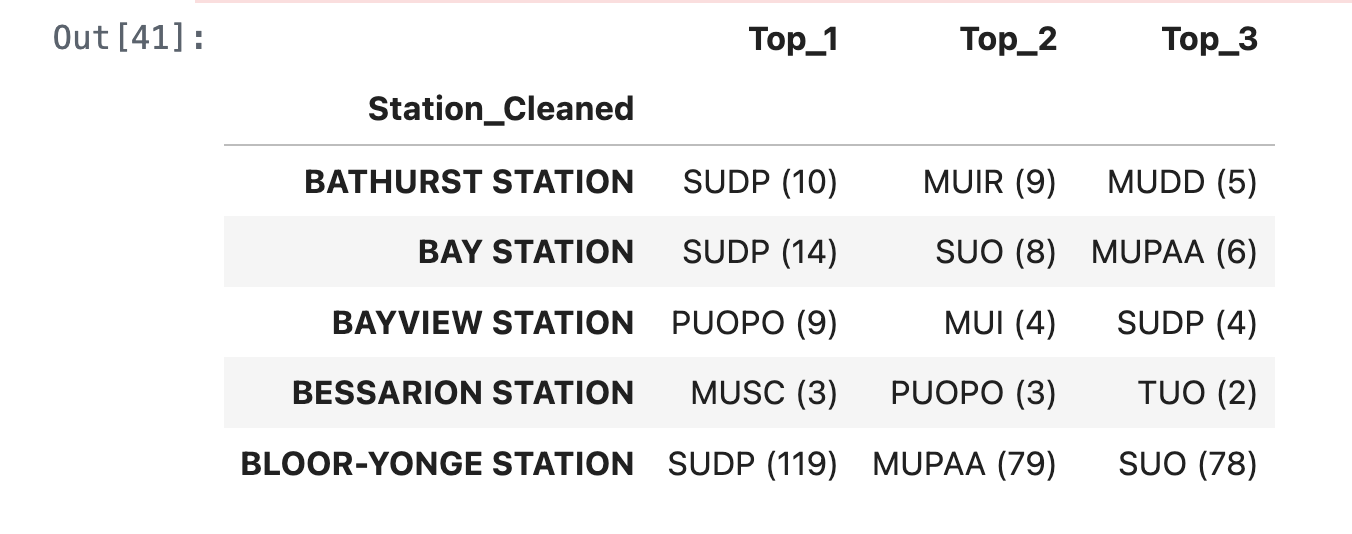 Out[41]:
Top_1 Top_2 Top_3
Station_Cleaned
BATHURST STATION SUDP (10) MUIR (9) MUDD (5)
BAY STATION SUDP (14) SUO (8) MUPAA (6)
BAYVIEW STATION PUOPO (9) MUI (4) SUDP (4)
BESSARION STATION MUSC (3) PUOPO (3) TUO (2)
BLOOR-YONGE STATION SUDP (119) MUPAA (79) SUO (78)